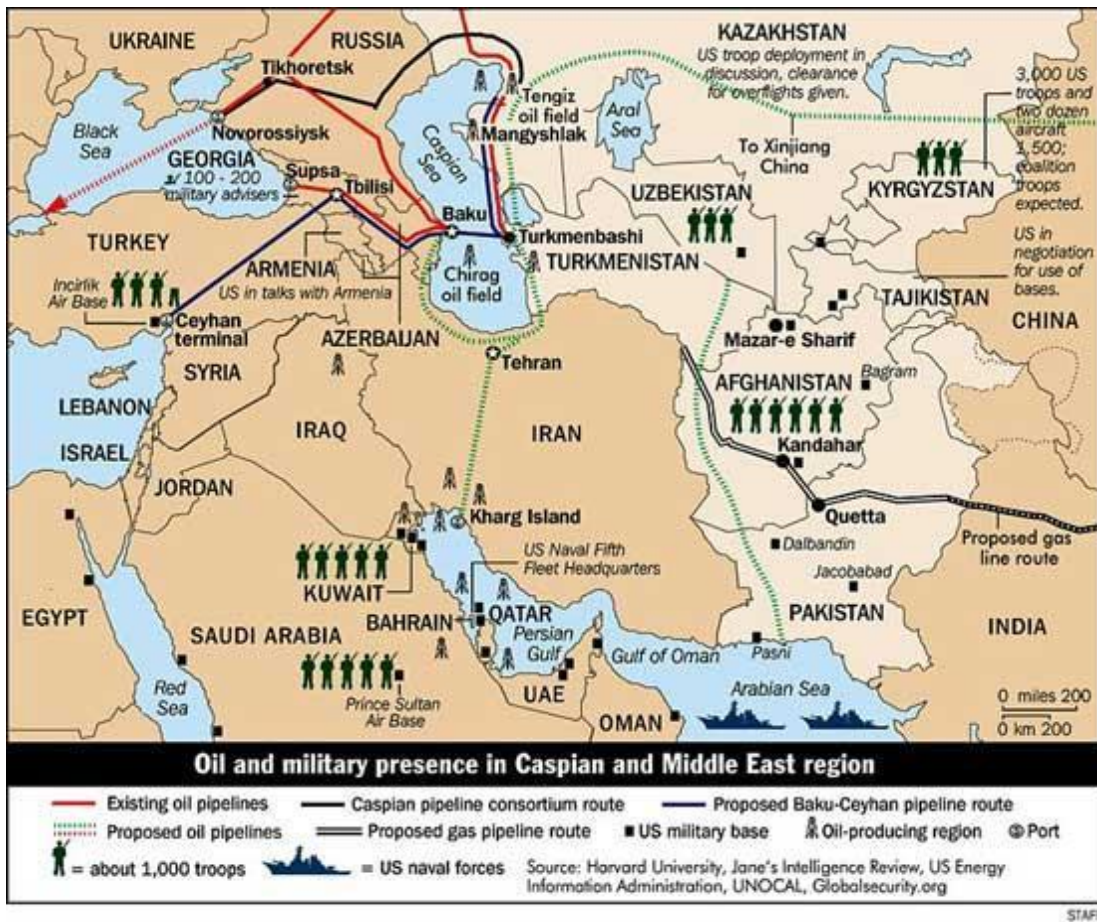 UKRAINE
RUSSIA
KAZAKHSTAN
US troop deployment in
discussion, clearance
for overflights given.
3,000 US
troops and
two dozen
aircraft
1,500;
coalition
troops
expected.
Tikhoretsk
Tengiz
oil field
Mangyshlak
Aral
Sea
To Xinjiang
China
Black
Sea
Novorossiysk
Caspian
Sea
GEORGIA
100 - 200
military advisers
Supsa
Tbilisi
KYRGYZSTAN
UZBEKISTAN
Baku
Turkmenbashi
TURKMENISTAN
US in
negotiation
for use of
bases.
TURKEY
ARMENIA
US in talks with Armenia
Chirag
oil field
TAJIKISTAN
CHINA
Incirlik
Air Base
Ceyhan
terminal
AZERBAIJAN
Tehran
Mazar-e Sharif
SYRIA
AFGHANISTAN
Bagram
LEBANON
IRAQ
IRAN
ISRAEL
Kandahar
JORDAN
Kharg Island
Quetta
Proposed gas
line route
US Naval Fifth
Fleet Headquarters
Dalbandin
Jacobabad
KUWAIT
EGYPT
BAHRAIN
QATAR
PAKISTAN
INDIA
SAUDI ARABIA
Persian
Gulf
Gulf of Oman
Pasni
Red
Sea
Prince Sultan
Air Base
UAE
OMAN
Arabian Sea
0 miles 200
0 km 200
Oil and military presence in Caspian and Middle East region
Existing oil pipelines
Caspian pipeline consortium route
Proposed Baku-Ceyhan pipeline route
Proposed oil pipelines
Proposed gas pipeline route
US military base
Oil-producing region
Port
= about 1,000 troops
= US naval forces
Source: Harvard University, Jane's Intelligence Review, US Energy
Information Administration, UNOCAL, Globalsecurity.org